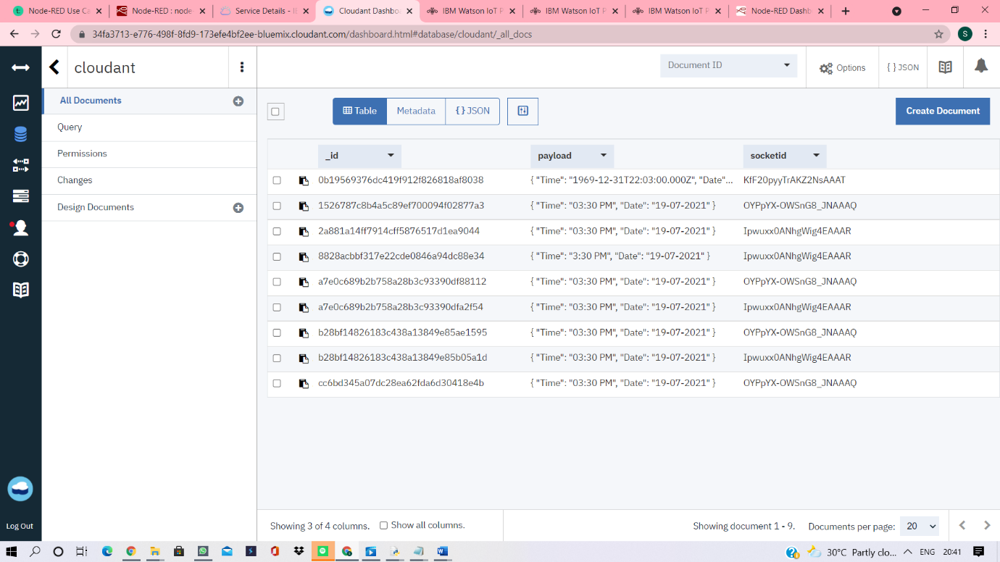 Node-RED Use Ca
Node-RED : node-
Service Details - IE
Cloudant Dashbo
IBM Watson IoT P
IBM Watson IoT P
IBM Watson IoT P
Node-RED Dashb
34fa3713-e776-498f-8fd9-173efe4bf2ee-bluemix.cloudant.com/dashboard.html#database/cloudant/_all_docs
S
cloudant
Document ID
Options
{ } JSON
All Documents
Query
Permissions
Changes
Design Documents
Table
Metadata
{ } JSON
Create Document
_id payload socketid
0b19569376dc419f912f826818af8038 { "Time": "1969-12-31T22:03:00.000Z", "Date"... KfF20pyyTrAKZ2NsAAAT
1526787c8b4a5c89ef700094f02877a3 { "Time": "03:30 PM", "Date": "19-07-2021" } OYPpYX-OWSnG8_JNAAAQ
2a881a14ff7914cff5876517d1ea9044 { "Time": "03:30 PM", "Date": "19-07-2021" } Ipwuxx0ANhgWig4EAAAR
8828acbbf317e22cde0846a94dc88e34 { "Time": "3:30 PM", "Date": "19-07-2021" } Ipwuxx0ANhgWig4EAAAR
a7e0c689b2b758a28b3c93390df88112 { "Time": "03:30 PM", "Date": "19-07-2021" } OYPpYX-OWSnG8_JNAAAQ
a7e0c689b2b758a28b3c93390dfa2f54 { "Time": "03:30 PM", "Date": "19-07-2021" } Ipwuxx0ANhgWig4EAAAR
b28bf14826183c438a13849e85ae1595 { "Time": "03:30 PM", "Date": "19-07-2021" } OYPpYX-OWSnG8_JNAAAQ
b28bf14826183c438a13849e85b05a1d { "Time": "03:30 PM", "Date": "19-07-2021" } Ipwuxx0ANhgWig4EAAAR
cc6bd345a07dc28ea62fda6d30418e4b { "Time": "03:30 PM", "Date": "19-07-2021" } OYPpYX-OWSnG8_JNAAAQ
Log Out
Showing 3 of 4 columns.
Show all columns.
Showing document 1 - 9.
Documents per page: 20
30°C Partly clo...
ENG
20:41